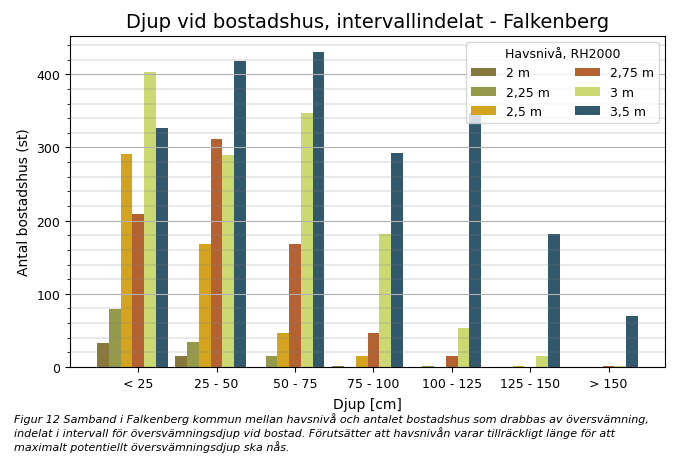 Djup vid bostadshus, intervallindelat - Falkenberg
Havsnivå, RH2000
2 m
2,25 m
2,5 m
2,75 m
3 m
3,5 m
Antal bostadshus (st)
400
300
200
100
0
< 25
25 - 50
50 - 75
75 - 100
100 - 125
125 - 150
> 150
Djup [cm]
Figur 12 Samband i Falkenberg kommun mellan havsnivå och antalet bostadshus som drabbas av översvämning,
indelat i intervall för översvämningsdjup vid bostad. Förutsätter att havsnivån varar tillräckligt länge för att
maximalt potentiellt översvämningsdjup ska nås.